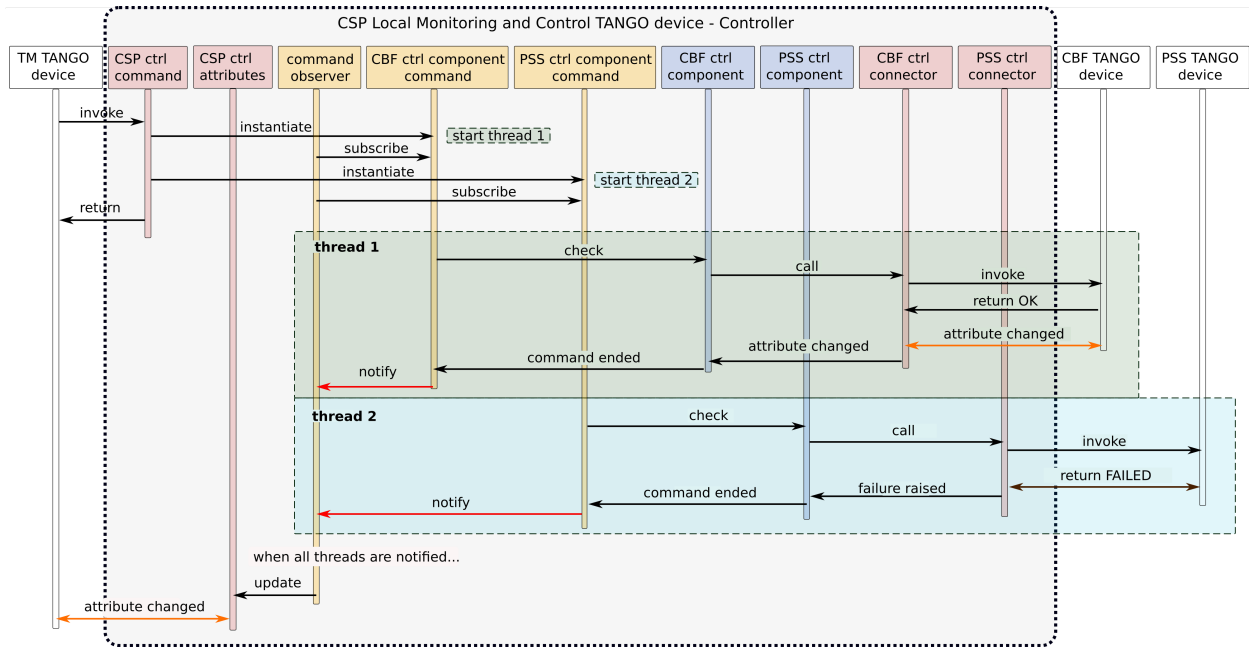 CSP Local Monitoring and Control TANGO device - Controller
TM TANGO
device
CSP ctrl
command
CSP ctrl
attributes
command
observer
CBF ctrl component
command
PSS ctrl component
command
CBF ctrl
component
PSS ctrl
component
CBF ctrl
connector
PSS ctrl
connector
CBF TANGO
device
PSS TANGO
device
invoke
instantiate
start thread 1
subscribe
instantiate
start thread 2
subscribe
return
thread 1
check
call
invoke
return OK
attribute changed
attribute changed
command ended
notify
thread 2
check
call
invoke
return FAILED
failure raised
command ended
notify
when all threads are notified...
update
attribute changed